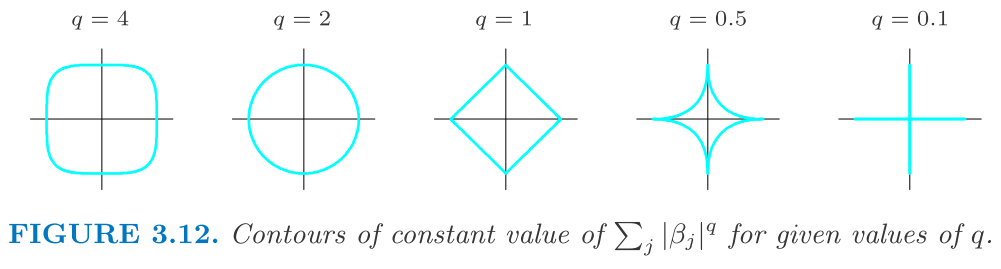 q = 4 q = 2 q = 1 q = 0.5 q = 0.1
FIGURE 3.12. Contours of constant value of ∑_j |β_j|^q for given values of q.